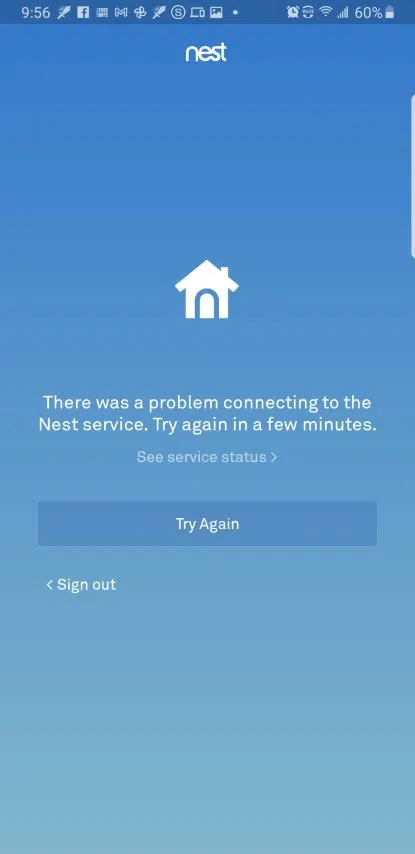 9:56 60%
nest
There was a problem connecting to the
Nest service. Try again in a few minutes.
See service status >
Try Again
< Sign out